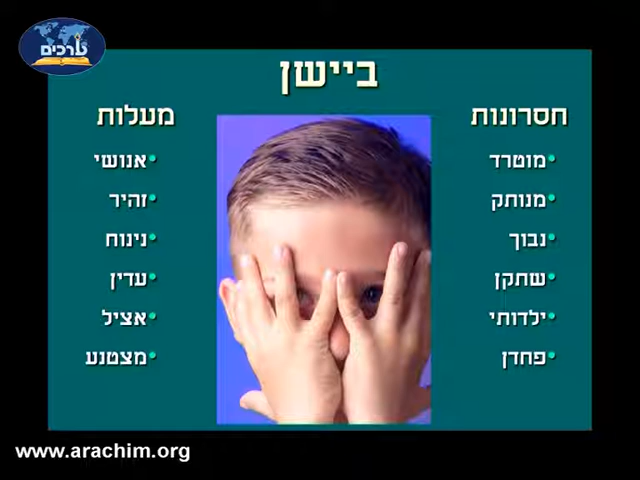 ערכים
ביישן
חסרונות
•מוטרד
•מנותק
•נבוך
•שתקן
•ילדותי
•פחדן
מעלות
•אנושי
•זהיר
•נינוח
•עדין
•אציל
•מצטנע
www.arachim.org